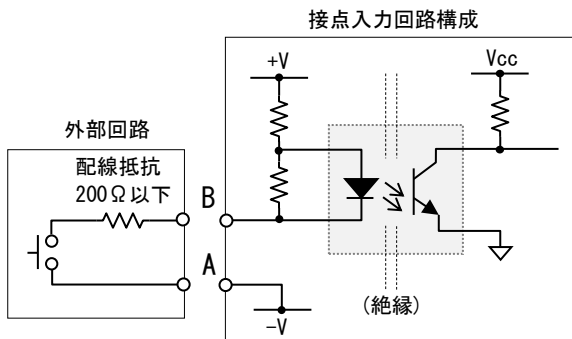 接点入力回路構成
+V
Vcc
外部回路
配線抵抗
200Ω以下
B
A
-V
(絶縁)